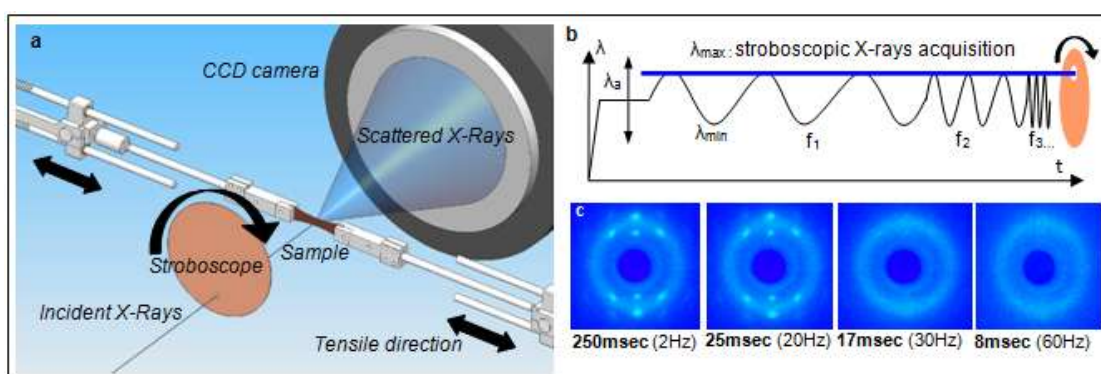 a
CCD camera
Scattered X-Rays
Stroboscope
Sample
Incident X-Rays
Tensile direction
b
λ
λmax : stroboscopic X-rays acquisition
λa
λmin
f1
f2
f3...
t
c
250msec (2Hz)
25msec (20Hz)
17msec (30Hz)
8msec (60Hz)